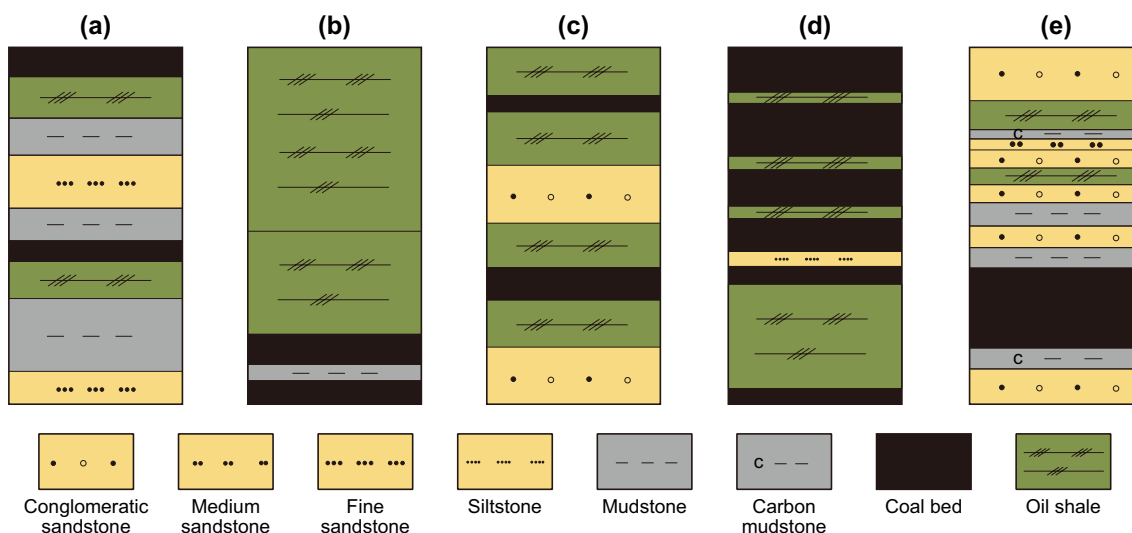 (a) (b) (c) (d) (e)
C
C
C
Conglomeratic sandstone
Medium sandstone
Fine sandstone
Siltstone
Mudstone
Carbon mudstone
Coal bed
Oil shale